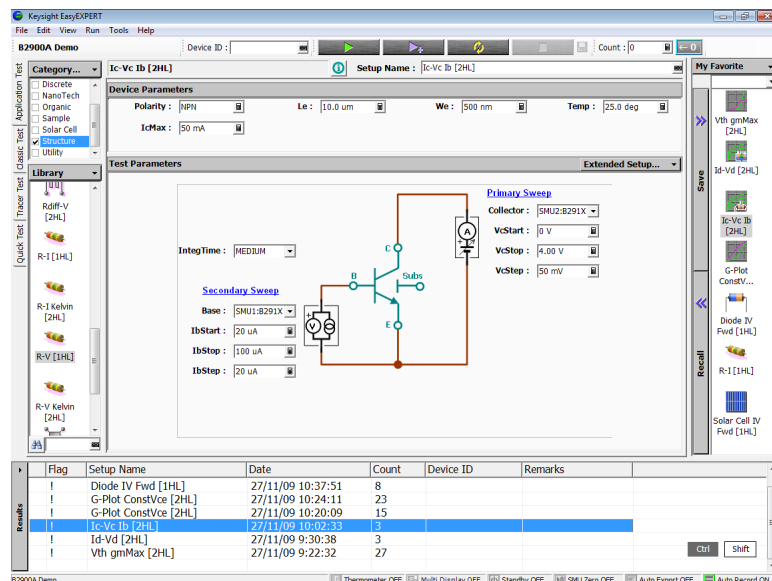 Keysight EasyEXPERT
File Edit View Run Tools Help
B2900A Demo Device ID : Count : 0 0
Category... Ic-Vc Ib [2HL] Setup Name : Ic-Vc Ib [2HL] My Favorite
Application Test
Classic Test
Tracer Test
Quick Test
Discrete
NanoTech
Organic
Sample
Solar Cell
Structure
Utility
Library
Rdiff-V
[2HL]
R-I [1HL]
R-I Kelvin
[2HL]
R-V [1HL]
R-V Kelvin
[2HL]
Device Parameters
Polarity : NPN Le : 10.0 um We : 500 nm Temp : 25.0 deg
IcMax : 50 mA
Test Parameters Extended Setup...
Primary Sweep
Collector : SMU2:B291X
VcStart : 0 V
VcStop : 4.00 V
VcStep : 50 mV
IntegTime : MEDIUM
Secondary Sweep
Base : SMU1:B291X
IbStart : 20 uA
IbStop : 100 uA
IbStep : 20 uA
C
B
Subs
E
A
V
Save
Recall
Vth gmMax
[2HL]
Id-Vd [2HL]
Ic-Vc Ib
[2HL]
G-Plot
ConstV...
Diode IV
Fwd [1HL]
R-I [1HL]
Solar Cell IV
Fwd [1HL]
Results
Flag Setup Name Date Count Device ID Remarks
! Diode IV Fwd [1HL] 27/11/09 10:37:51 8
! G-Plot ConstVce [2HL] 27/11/09 10:24:11 23
! G-Plot ConstVce [2HL] 27/11/09 10:20:09 15
! Ic-Vc Ib [2HL] 27/11/09 10:02:33 3
! Id-Vd [2HL] 27/11/09 9:30:38 3
! Vth gmMax [2HL] 27/11/09 9:22:32 27
Ctrl Shift
B2900A Demo Thermometer OFF Multi Display OFF Standby OFF SMU Zero OFF Auto Export OFF Auto Record ON